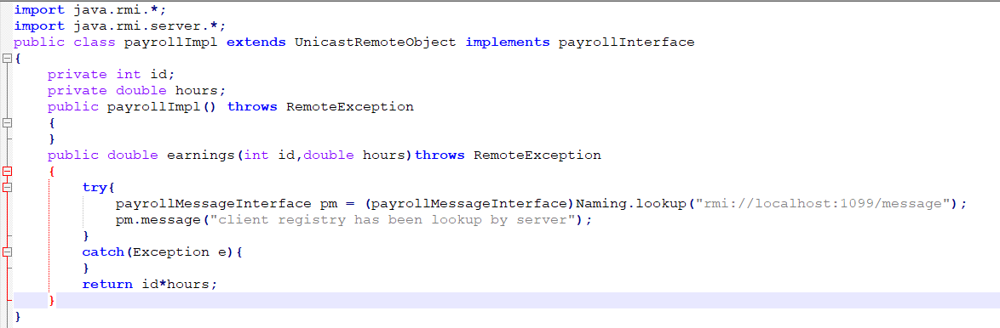 import java.rmi.*;
import java.rmi.server.*;
public class payrollImpl extends UnicastRemoteObject implements payrollInterface
{
    private int id;
    private double hours;
    public payrollImpl() throws RemoteException
    {
    }
    public double earnings(int id,double hours)throws RemoteException
    {
        try{
            payrollMessageInterface pm = (payrollMessageInterface)Naming.lookup("rmi://localhost:1099/message");
            pm.message("client registry has been lookup by server");
        }
        catch(Exception e){
        }
        return id*hours;
    }
}